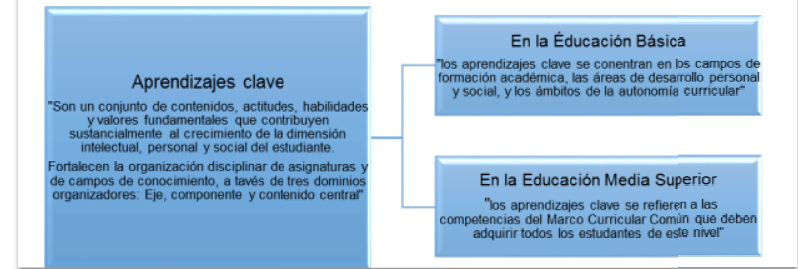 Aprendizajes clave
"Son un conjunto de contenidos, actitudes, habilidades
y valores fundamentales que contribuyen
sustancialmente al crecimiento de la dimensión
intelectual, personal y social del estudiante.
Fortalecen la organización disciplinar de asignaturas y
de campos de conocimiento, a tavés de tres dominios
organizadores: Eje, componente y contenido central"
En la Éducación Básica
"los aprendizajes clave se conentran en los campos de
formación académica, las áreas de desarrollo personal
y social, y los ámbitos de la autonomía curricular"
En la Educación Media Superior
"los aprendizajes clave se refieren a las
competencias del Marco Curricular Común que deben
adquirir todos los estudiantes de este nivel"